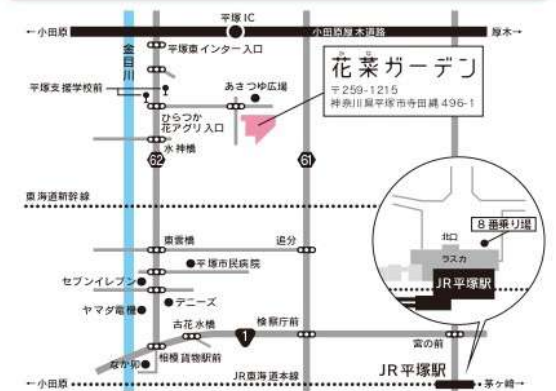 平塚IC
←小田原
小田原厚木道路
厚木→
金目川
平塚東インター入口
かな
花菜ガーデン
〒259-1215
神奈川県平塚市寺田縄496-1
平塚支援学校前
あさつゆ広場
ひらつか
花アグリ入口
水神橋
62
61
東海道新幹線
8番乗り場
北口
ラスカ
JR平塚駅
東雲橋
追分
平塚市民病院
セブンイレブン
デニーズ
ヤマダ電機
古花水橋
検察庁前
1
宮の前
なか卯
相模貨物駅前
JR平塚駅
←小田原
JR東海道本線
茅ヶ崎→